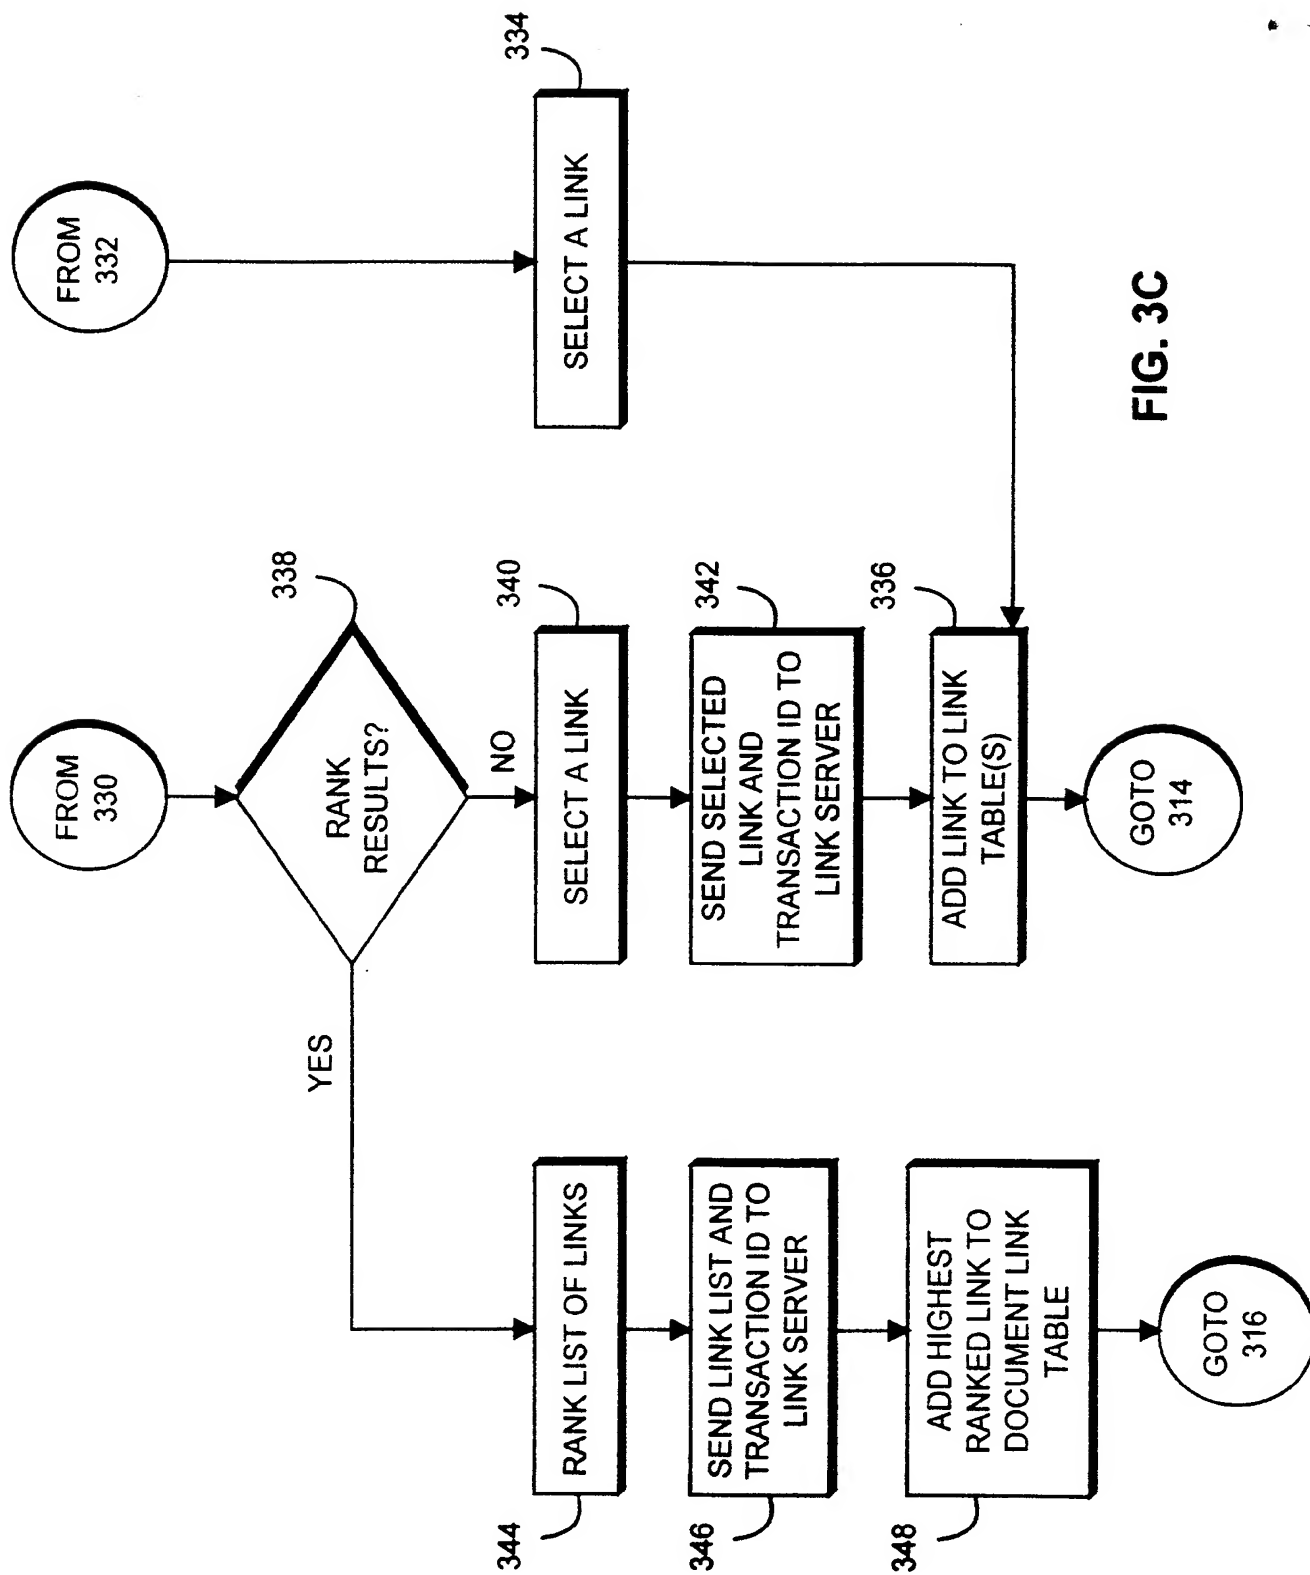 FROM
330
FROM
332
RANK
RESULTS?
338
YES
NO
344
RANK LIST OF LINKS
SELECT A LINK
340
SELECT A LINK
334
346
SEND LINK LIST AND
TRANSACTION ID TO
LINK SERVER
SEND SELECTED
LINK AND
TRANSACTION ID TO
LINK SERVER
342
348
ADD HIGHEST
RANKED LINK TO
DOCUMENT LINK
TABLE
ADD LINK TO LINK
TABLE(S)
336
GOTO
316
GOTO
314
FIG. 3C